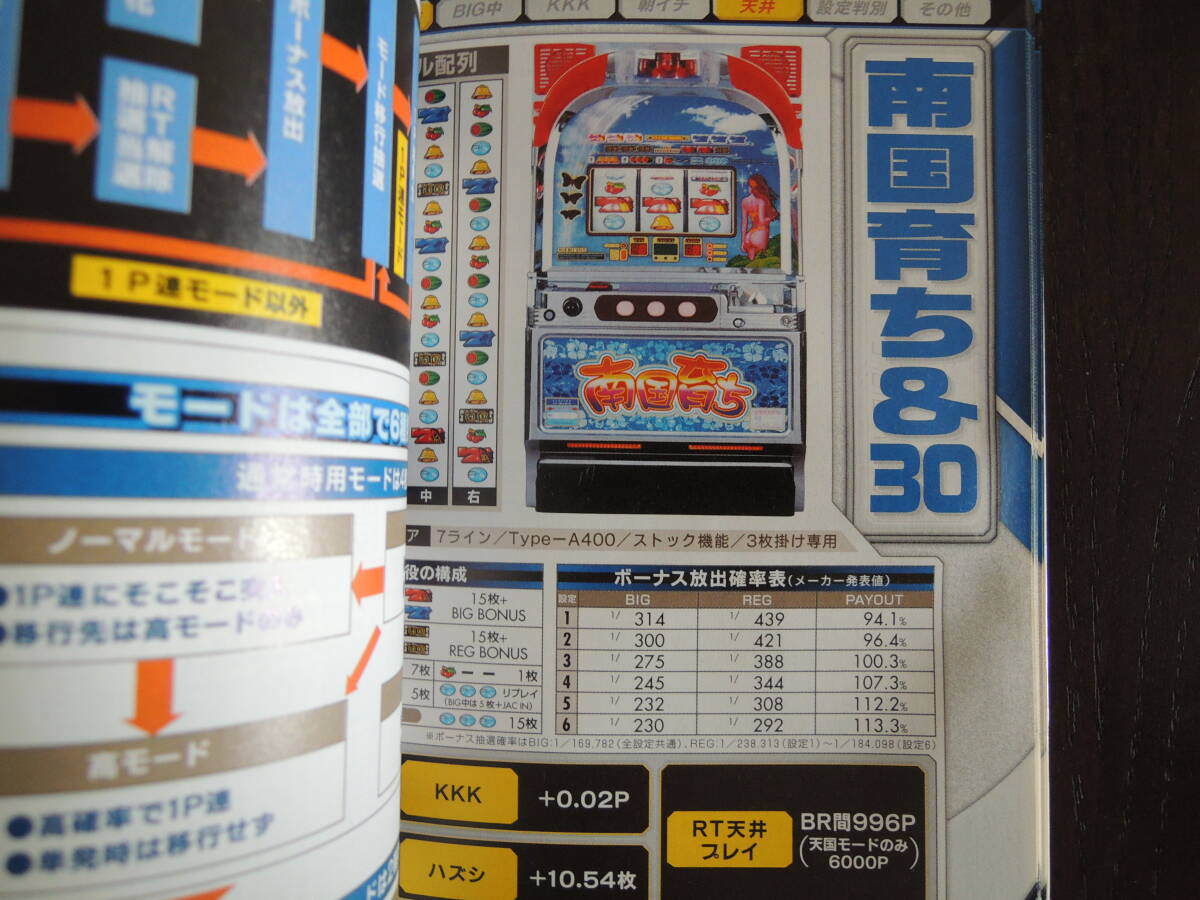 BIG中
KKK
朝イチ
天井
設定判別
その他
ボーナス放出
モード移行抽選
1P連モード
RT解除
抽選当選
1P連モード以外
モードは全部で6
通常時用モードは4
ノーマルモード
●1P連にそこそこ
●移行先は高モードのみ
高モード
●高確率で1P連
●単発時は移行せず
ル配列
中
右
南国育ち
南国育ち&30
ア
7ライン/Type-A400/ストック機能/3枚掛け専用
役の構成
15枚+
BIG BONUS
15枚+
REG BONUS
7枚
1枚
5枚
リプレイ
(BIG中は5枚+JAC IN)
15枚
ボーナス放出確率表(メーカー発表値)
設定 BIG REG PAYOUT
1 1/314 1/439 94.1%
2 1/300 1/421 96.4%
3 1/275 1/388 100.3%
4 1/245 1/344 107.3%
5 1/232 1/308 112.2%
6 1/230 1/292 113.3%
※ボーナス抽選確率はBIG:1/169.782(全設定共通)、REG:1/238.313(設定1)~1/184.098(設定6)
KKK
+0.02P
ハズシ
+10.54枚
RT天井
プレイ
BR間996P
(天国モードのみ
6000P)